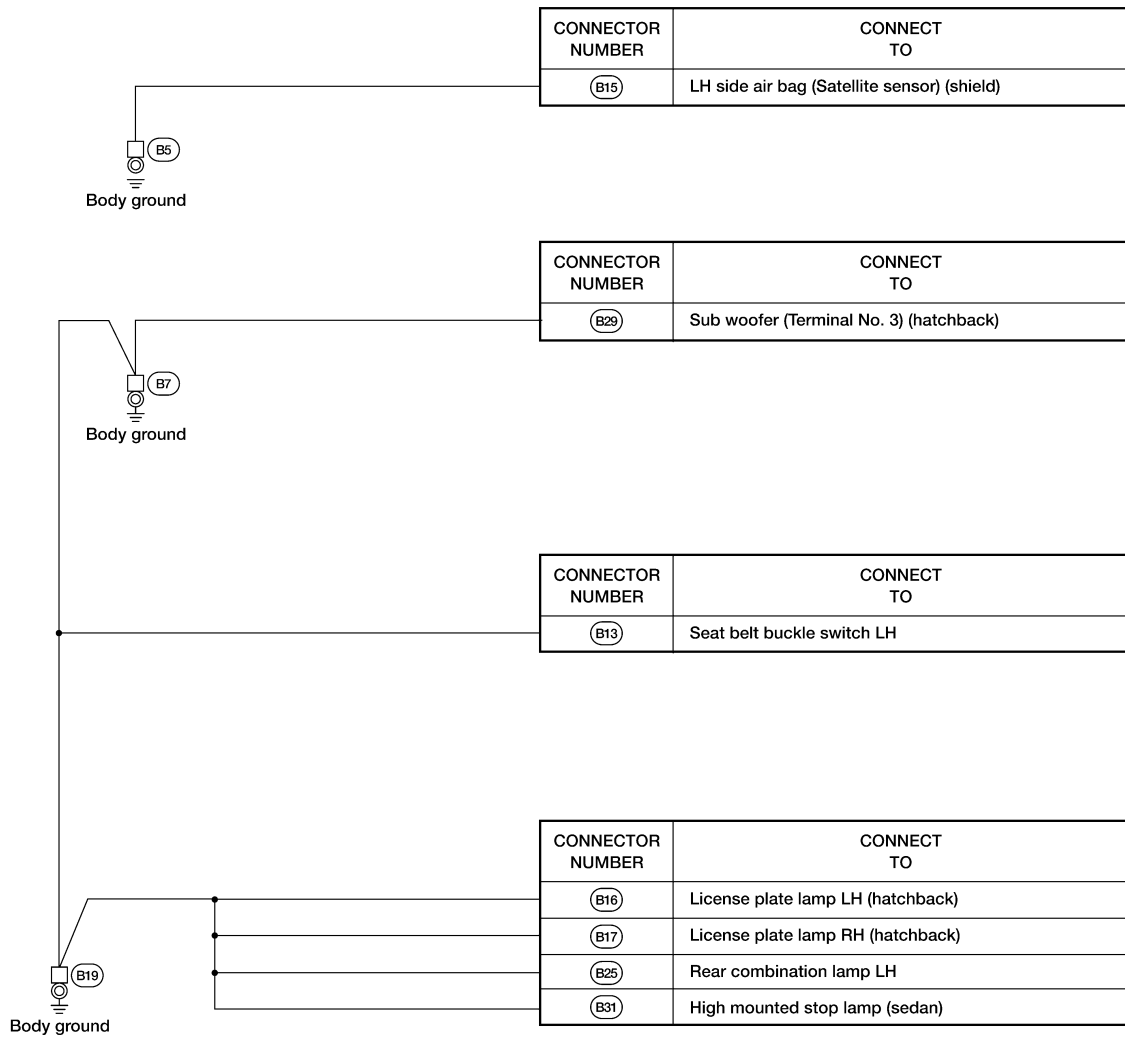 CONNECTOR NUMBER CONNECT TO
B15 LH side air bag (Satellite sensor) (shield)
B5
Body ground
CONNECTOR NUMBER CONNECT TO
B29 Sub woofer (Terminal No. 3) (hatchback)
B7
Body ground
CONNECTOR NUMBER CONNECT TO
B13 Seat belt buckle switch LH
CONNECTOR NUMBER CONNECT TO
B16 License plate lamp LH (hatchback)
B17 License plate lamp RH (hatchback)
B25 Rear combination lamp LH
B31 High mounted stop lamp (sedan)
B19
Body ground